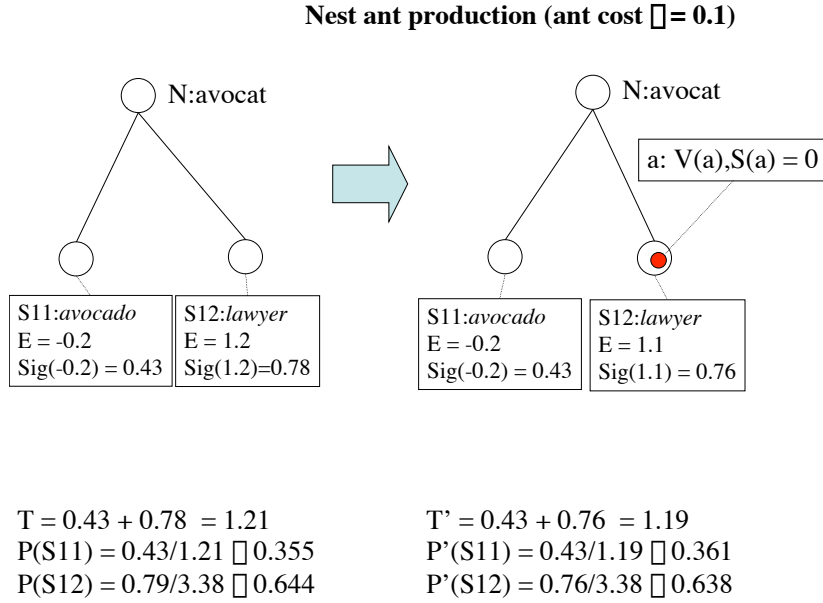 Nest ant production (ant cost = 0.1)
N:avocat
N:avocat
a: V(a),S(a) = 0
S11:avocado
E = -0.2
Sig(-0.2) = 0.43
S12:lawyer
E = 1.2
Sig(1.2)=0.78
S11:avocado
E = -0.2
Sig(-0.2) = 0.43
S12:lawyer
E = 1.1
Sig(1.1) = 0.76
T = 0.43 + 0.78 = 1.21
P(S11) = 0.43/1.21 0.355
P(S12) = 0.79/3.38 0.644
T’ = 0.43 + 0.76 = 1.19
P’(S11) = 0.43/1.19 0.361
P’(S12) = 0.76/3.38 0.638